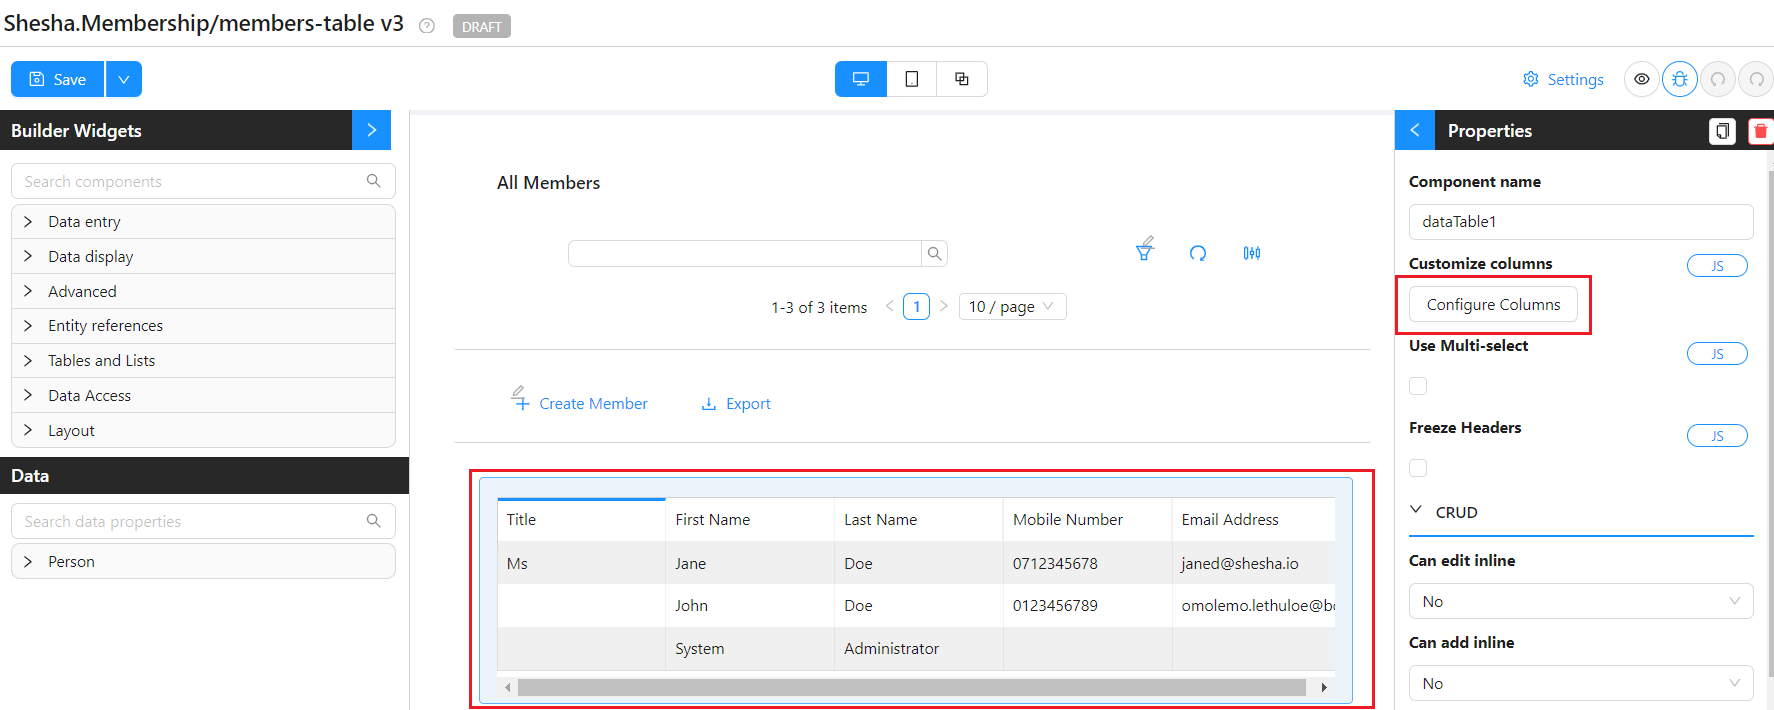 Shesha.Membership/members-table v3 DRAFT
Save
Settings
Builder Widgets
Search components
Data entry
Data display
Advanced
Entity references
Tables and Lists
Data Access
Layout
Data
Search data properties
Person
All Members
1-3 of 3 items 1 10 / page
Create Member Export
Title First Name Last Name Mobile Number Email Address
Ms Jane Doe 0712345678 janed@shesha.io
John Doe 0123456789 omolemo.lethuloe@bo
System Administrator
Properties
Component name
dataTable1
Customize columns JS
Configure Columns
Use Multi-select JS
Freeze Headers JS
CRUD
Can edit inline
No
Can add inline
No